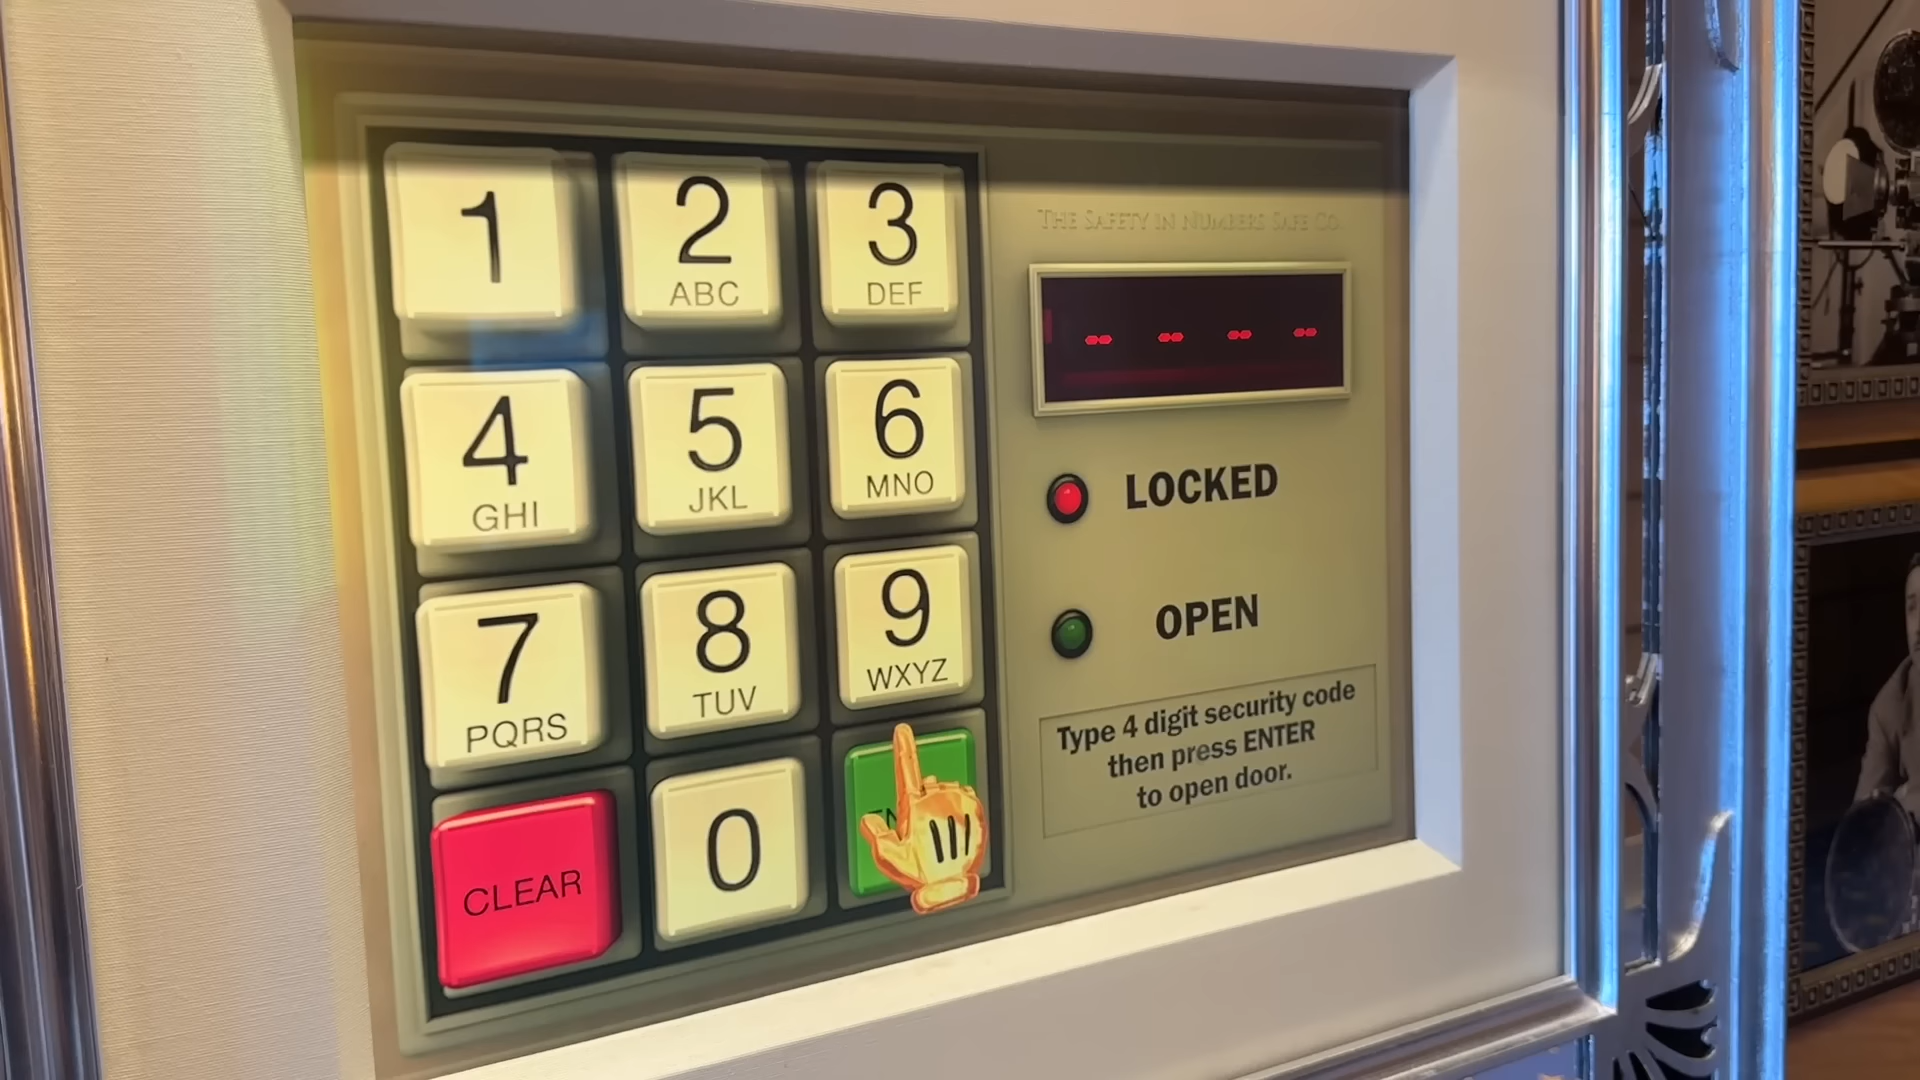 1
2
ABC
3
DEF
4
GHI
5
JKL
6
MNO
7
PQRS
8
TUV
9
WXYZ
CLEAR
0
THE SAFETY IN NUMBERS SAFE CO.
LOCKED
OPEN
Type 4 digit security code
then press ENTER
to open door.